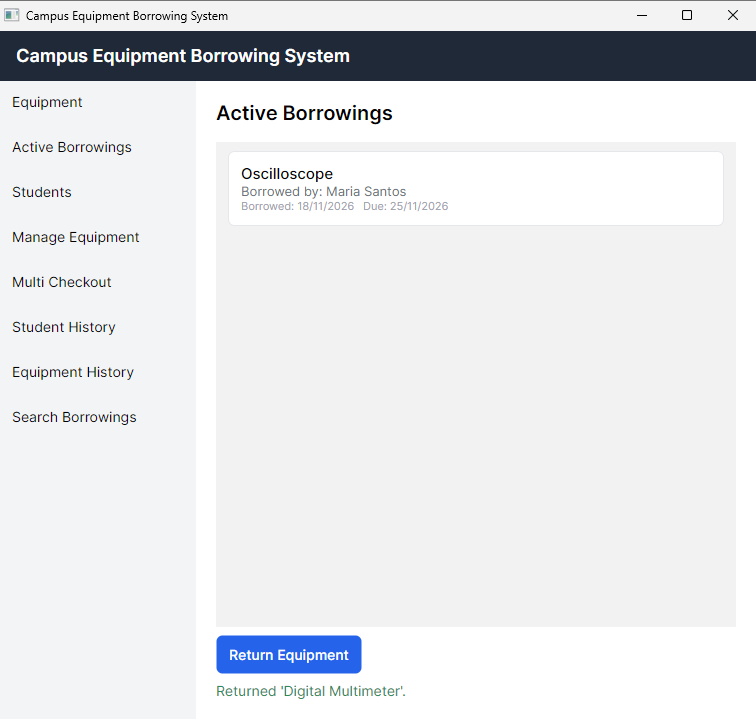 Campus Equipment Borrowing System
Campus Equipment Borrowing System
Equipment
Active Borrowings
Students
Manage Equipment
Multi Checkout
Student History
Equipment History
Search Borrowings
Active Borrowings
Oscilloscope
Borrowed by: Maria Santos
Borrowed: 18/11/2026 Due: 25/11/2026
Return Equipment
Returned 'Digital Multimeter'.